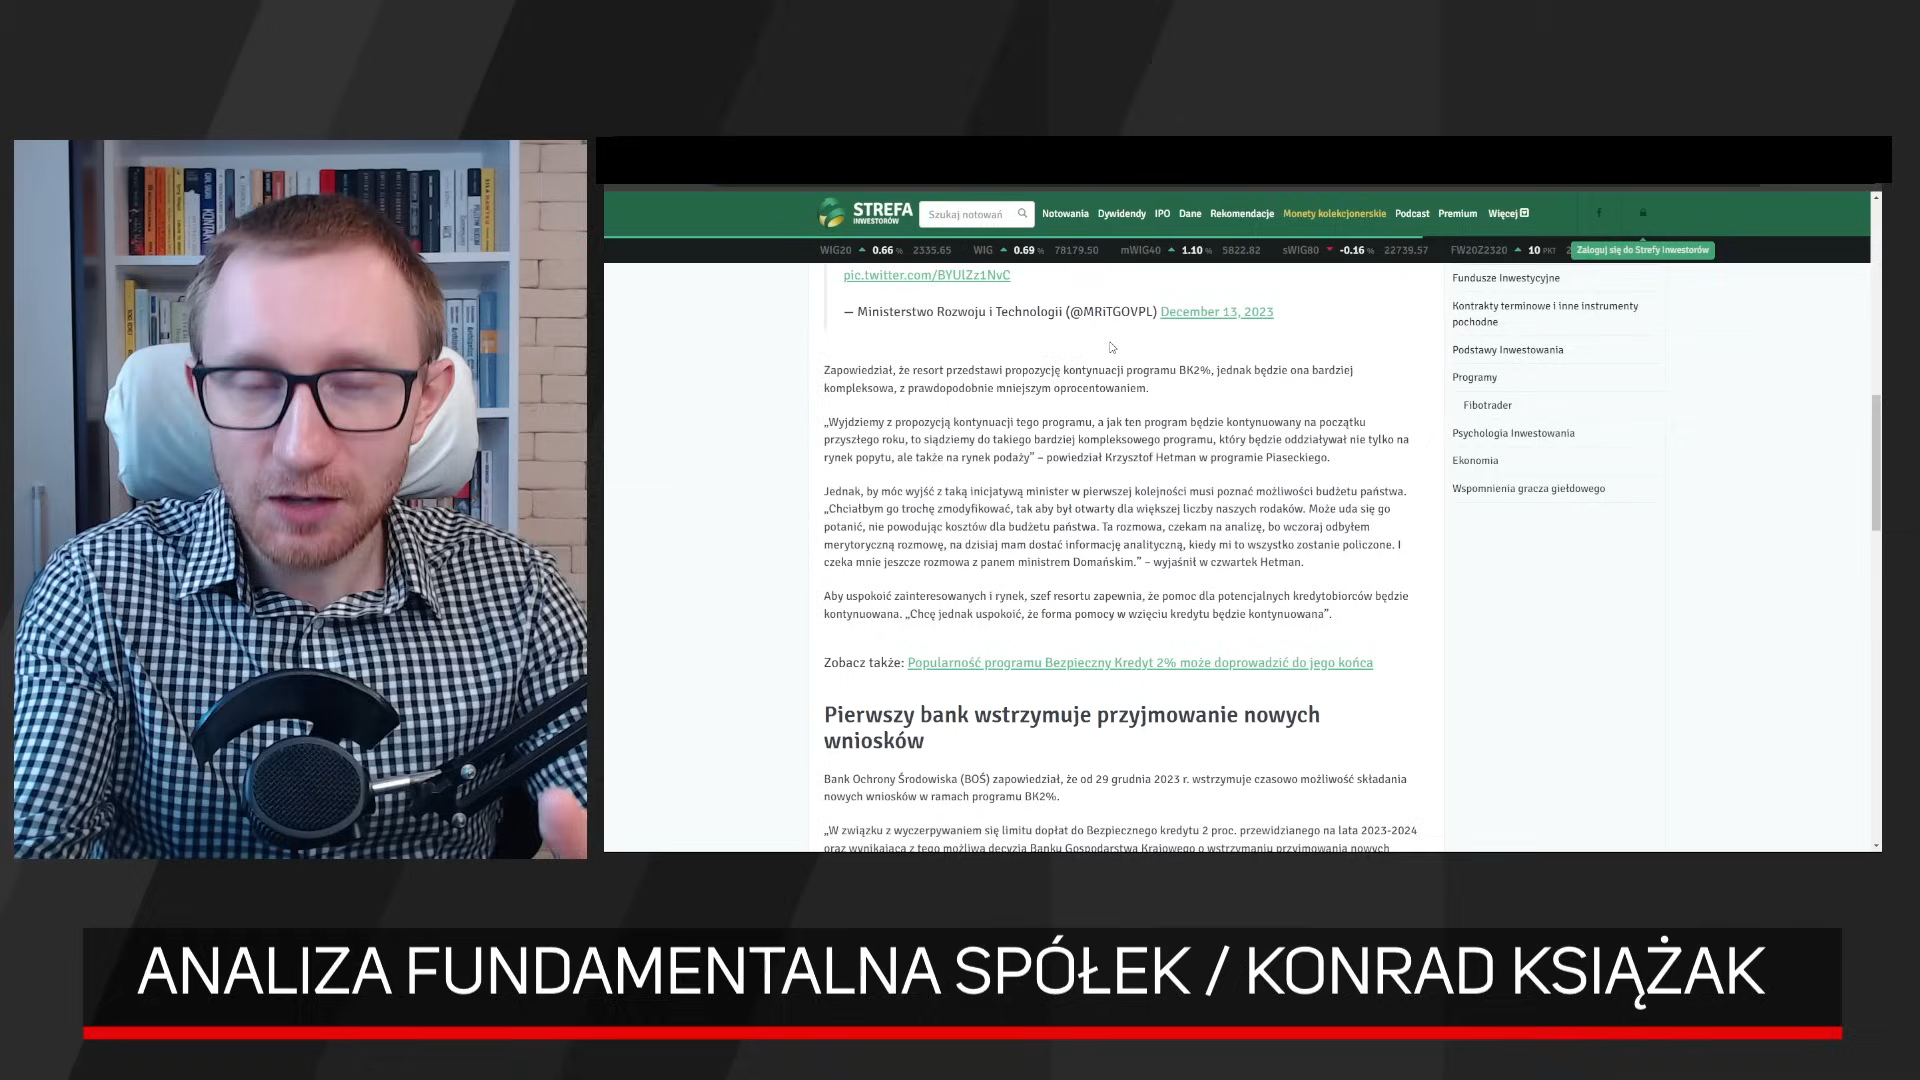 STREFA
INWESTORÓW
Szukaj notowań
Notowania Dywidendy IPO Dane Rekomendacje Monety kolekcjonerskie Podcast Premium Więcej
WIG20 0.66 % 2335.65 WIG 0.69 % 78179.50 mWIG40 1.10 % 5822.82 sWIG80 -0.16 % 22739.57 FW20Z2320 10 PKT 2
Zaloguj się do Strefy Inwestorów
pic.twitter.com/BYUlZz1NvC
— Ministerstwo Rozwoju i Technologii (@MRiTGOVPL) December 13, 2023
Zapowiedział, że resort przedstawi propozycję kontynuacji programu BK2%, jednak będzie ona bardziej
kompleksowa, z prawdopodobnie mniejszym oprocentowaniem.
„Wyjdziemy z propozycją kontynuacji tego programu, a jak ten program będzie kontynuowany na początku
przyszłego roku, to siądziemy do takiego bardziej kompleksowego programu, który będzie oddziaływał nie tylko na
rynek popytu, ale także na rynek podaży” – powiedział Krzysztof Hetman w programie Piaseckiego.
Jednak, by móc wyjść z taką inicjatywą minister w pierwszej kolejności musi poznać możliwości budżetu państwa.
„Chciałbym go trochę zmodyfikować, tak aby był otwarty dla większej liczby naszych rodaków. Może uda się go
potanić, nie powodując kosztów dla budżetu państwa. Ta rozmowa, czekam na analizę, bo wczoraj odbyłem
merytoryczną rozmowę, na dzisiaj mam dostać informację analityczną, kiedy mi to wszystko zostanie policzone. I
czeka mnie jeszcze rozmowa z panem ministrem Domańskim.” – wyjaśnił w czwartek Hetman.
Aby uspokoić zainteresowanych i rynek, szef resortu zapewnia, że pomoc dla potencjalnych kredytobiorców będzie
kontynuowana. „Chcę jednak uspokoić, że forma pomocy w wzięciu kredytu będzie kontynuowana”.
Zobacz także: Popularność programu Bezpieczny Kredyt 2% może doprowadzić do jego końca
Pierwszy bank wstrzymuje przyjmowanie nowych
wniosków
Bank Ochrony Środowiska (BOŚ) zapowiedział, że od 29 grudnia 2023 r. wstrzymuje czasowo możliwość składania
nowych wniosków w ramach programu BK2%.
„W związku z wyczerpywaniem się limitu dopłat do Bezpiecznego kredytu 2 proc. przewidzianego na lata 2023-2024
oraz wynikającą z tego możliwą decyzją Banku Gospodarstwa Krajowego o wstrzymaniu przyjmowania nowych
Fundusze Inwestycyjne
Kontrakty terminowe i inne instrumenty
pochodne
Podstawy Inwestowania
Programy
Fibotrader
Psychologia Inwestowania
Ekonomia
Wspomnienia gracza giełdowego
ANALIZA FUNDAMENTALNA SPÓŁEK / KONRAD KSIĄŻAK